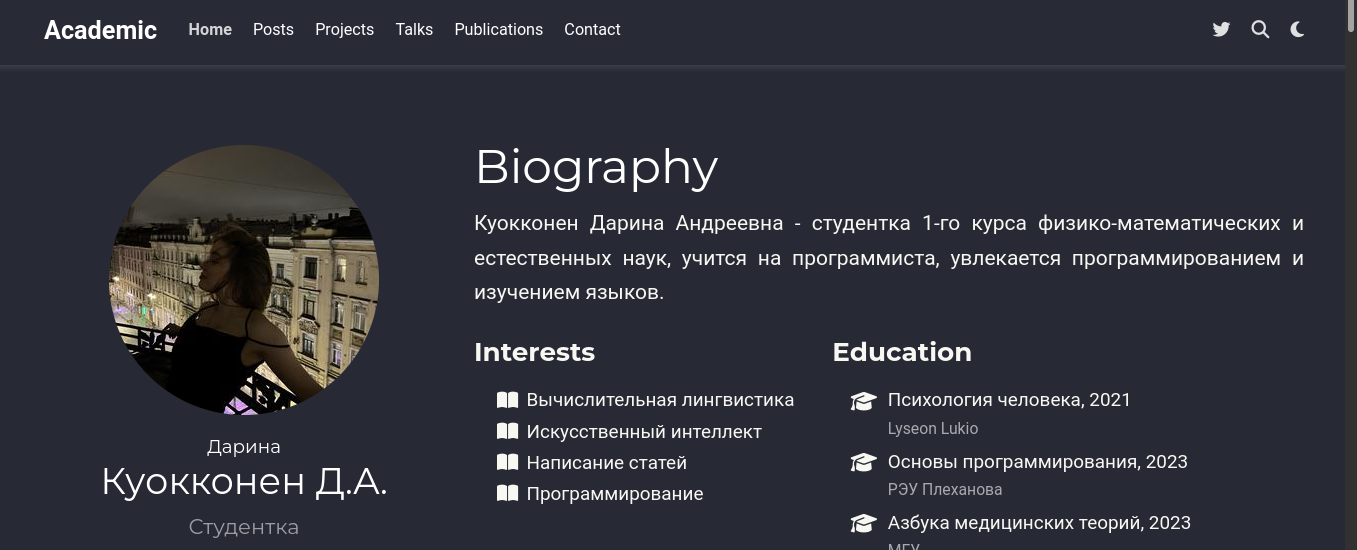 Academic Home Posts Projects Talks Publications Contact
Biography
Куокконен Дарина Андреевна - студентка 1-го курса физико-математических и
естественных наук, учится на программиста, увлекается программированием и
изучением языков.
Дарина
Куокконен Д.А.
Студентка
Interests
Вычислительная лингвистика
Искусственный интеллект
Написание статей
Программирование
Education
Психология человека, 2021
Lyseon Lukio
Основы программирования, 2023
РЭУ Плеханова
Азбука медицинских теорий, 2023
МГУ